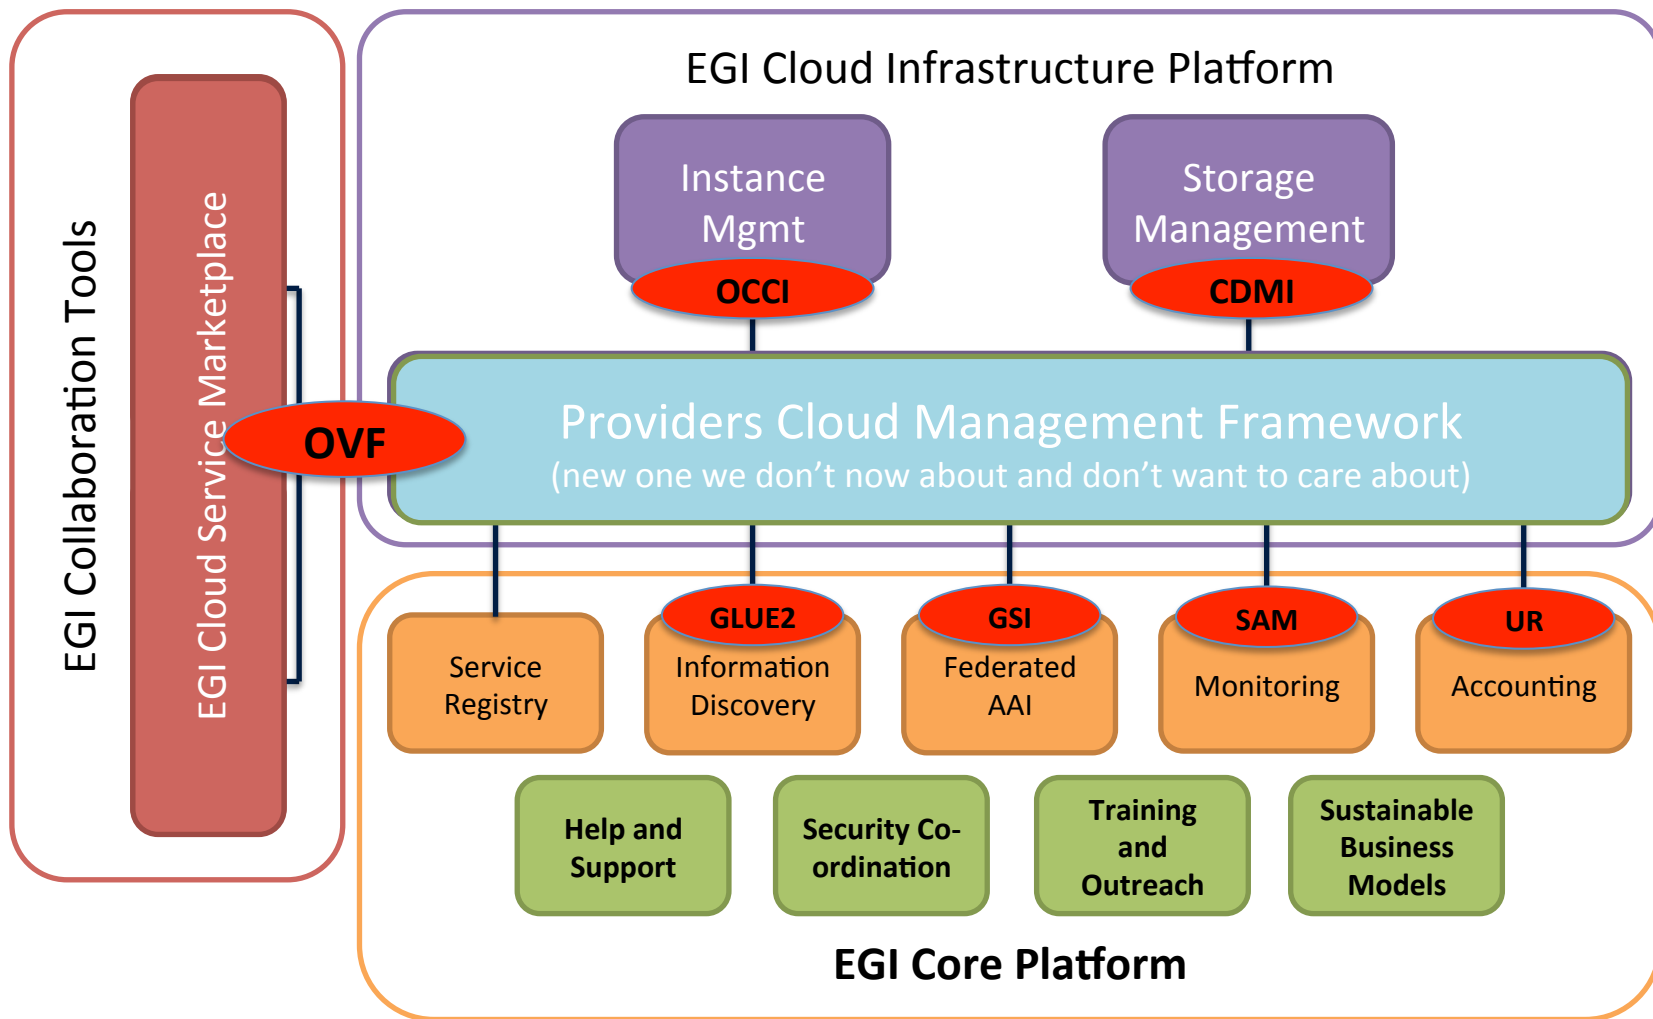 EGI Collaboration Tools
EGI Cloud Service Marketplace
OVF
EGI Cloud Infrastructure Platform
Instance
Mgmt
OCCI
Storage
Management
CDMI
Providers Cloud Management Framework
(new one we don't now about and don't want to care about)
Service
Registry
GLUE2
Information
Discovery
GSI
Federated
AAI
SAM
Monitoring
UR
Accounting
Help and
Support
Security Co-
ordination
Training
and
Outreach
Sustainable
Business
Models
EGI Core Platform